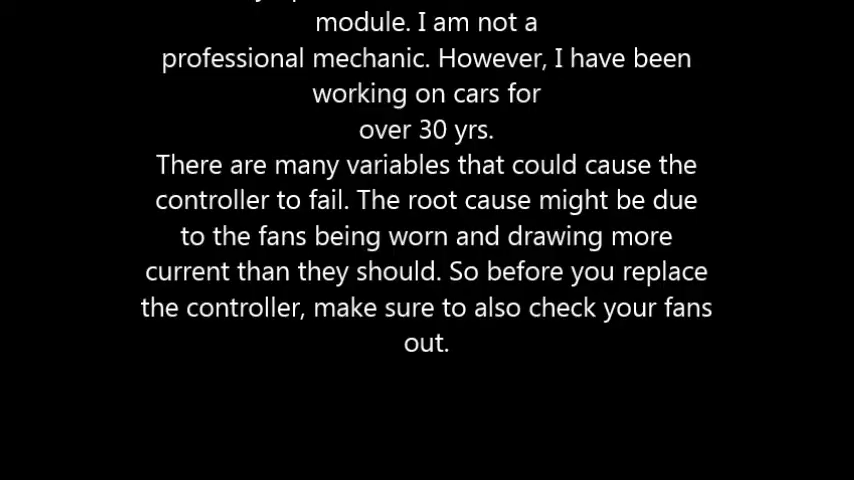 module. I am not a
professional mechanic. However, I have been
working on cars for
over 30 yrs.
There are many variables that could cause the
controller to fail. The root cause might be due
to the fans being worn and drawing more
current than they should. So before you replace
the controller, make sure to also check your fans
out.